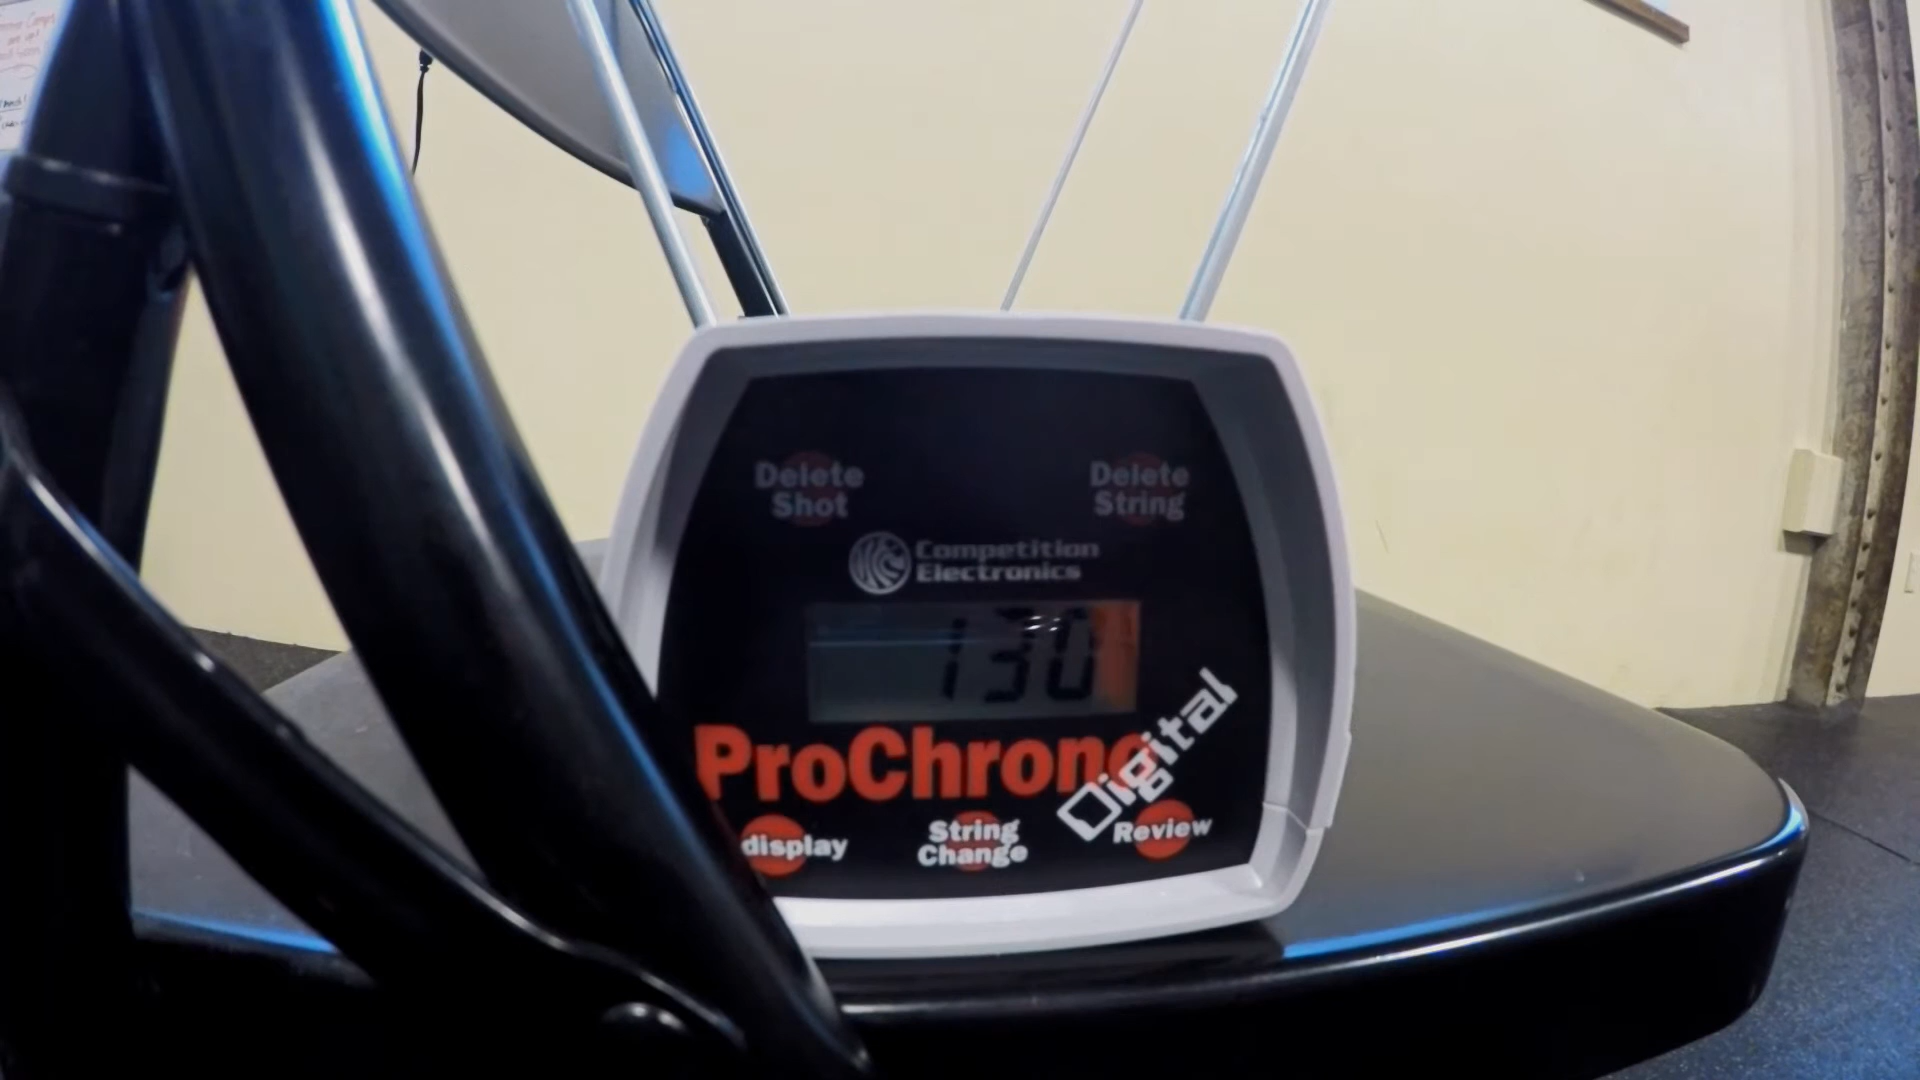 Delete
Shot
Delete
String
Competition
Electronics
130
ProChrono
Digital
display
String
Change
Review